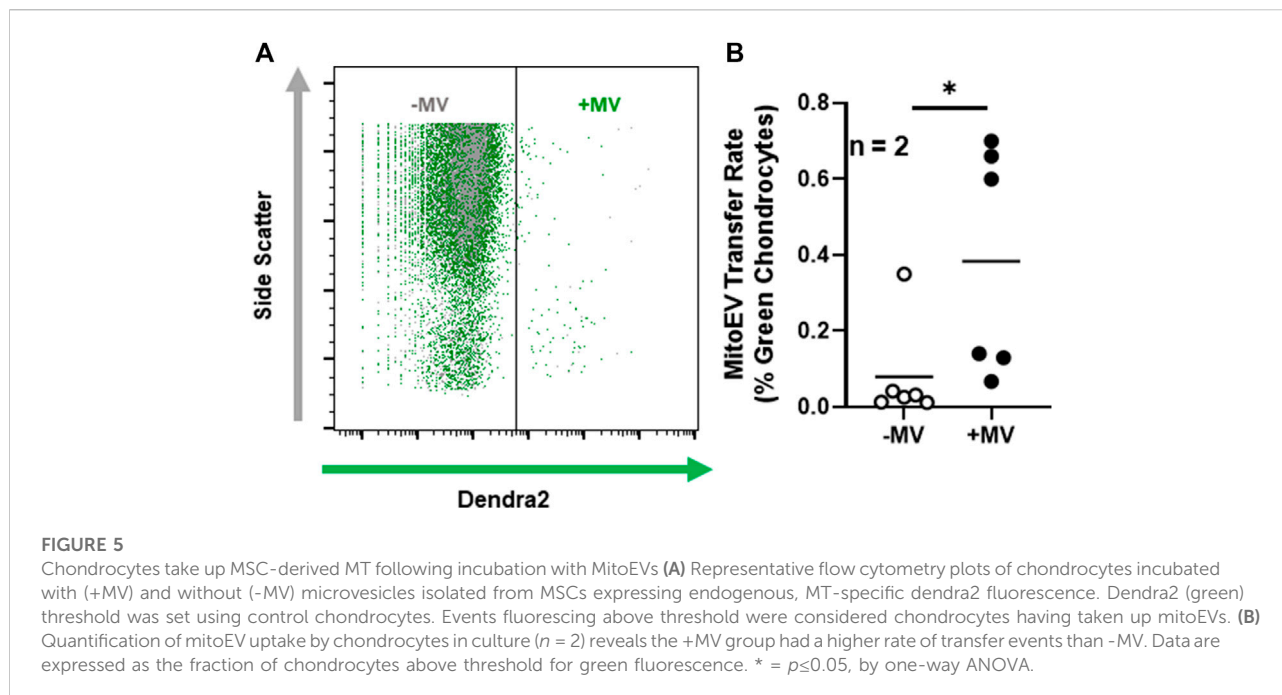 A
B
-MV
+MV
Side Scatter
Dendra2
*
n = 2
MitoEV Transfer Rate
(% Green Chondrocytes)
0.8
0.6
0.4
0.2
0.0
-MV
+MV
FIGURE 5
Chondrocytes take up MSC-derived MT following incubation with MitoEVs (A) Representative flow cytometry plots of chondrocytes incubated
with (+MV) and without (-MV) microvesicles isolated from MSCs expressing endogenous, MT-specific dendra2 fluorescence. Dendra2 (green)
threshold was set using control chondrocytes. Events fluorescing above threshold were considered chondrocytes having taken up mitoEVs. (B)
Quantification of mitoEV uptake by chondrocytes in culture (n = 2) reveals the +MV group had a higher rate of transfer events than -MV. Data are
expressed as the fraction of chondrocytes above threshold for green fluorescence. * = p≤0.05, by one-way ANOVA.